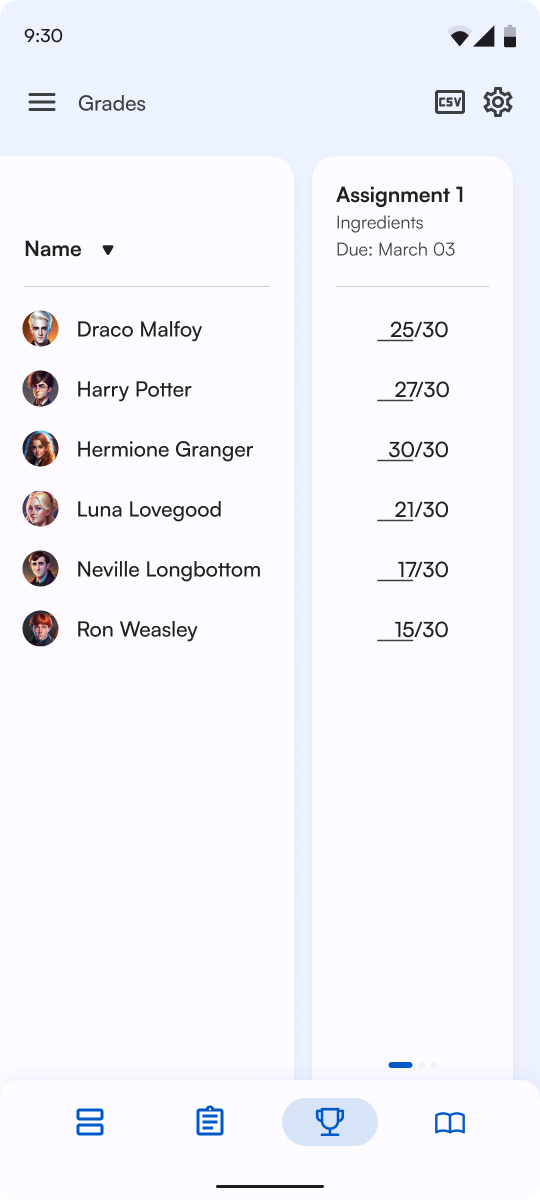 9:30
Grades CSV
Assignment 1
Ingredients
Name Due: March 03
Draco Malfoy 25/30
Harry Potter 27/30
Hermione Granger 30/30
Luna Lovegood 21/30
Neville Longbottom 17/30
Ron Weasley 15/30